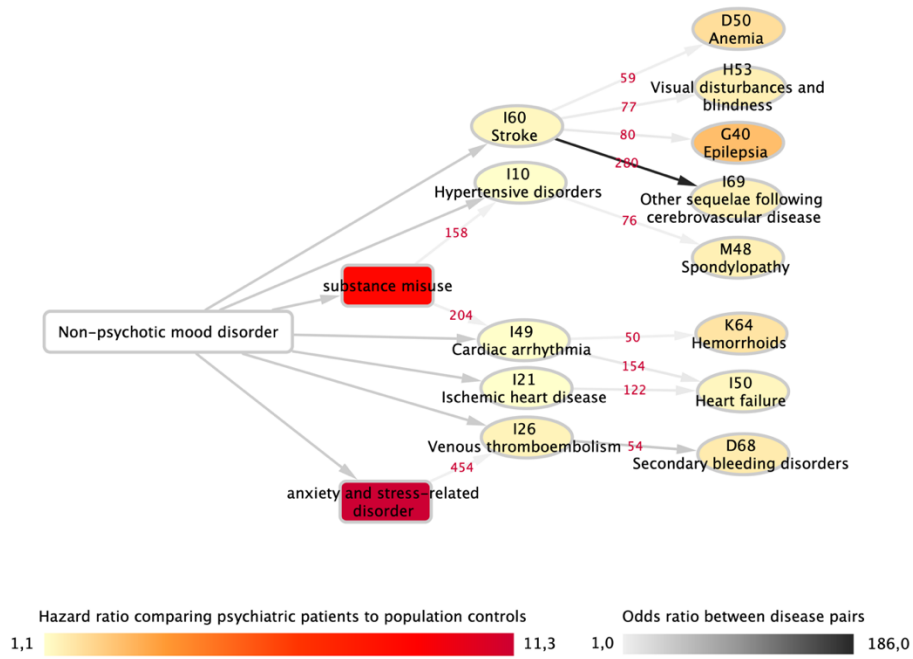 D50
Anemia
H53
Visual disturbances and
blindness
59
77
I60
Stroke
80
G40
Epilepsia
280
I69
Other sequelae following
cerebrovascular disease
I10
Hypertensive disorders
76
158
M48
Spondylopathy
substance misuse
204
Non-psychotic mood disorder
I49
Cardiac arrhythmia
50
K64
Hemorrhoids
154
I21
Ischemic heart disease
122
I50
Heart failure
I26
Venous thromboembolism
54
D68
Secondary bleeding disorders
454
anxiety and stress-related
disorder
Hazard ratio comparing psychiatric patients to population controls
1,1
11,3
Odds ratio between disease pairs
1,0
186,0